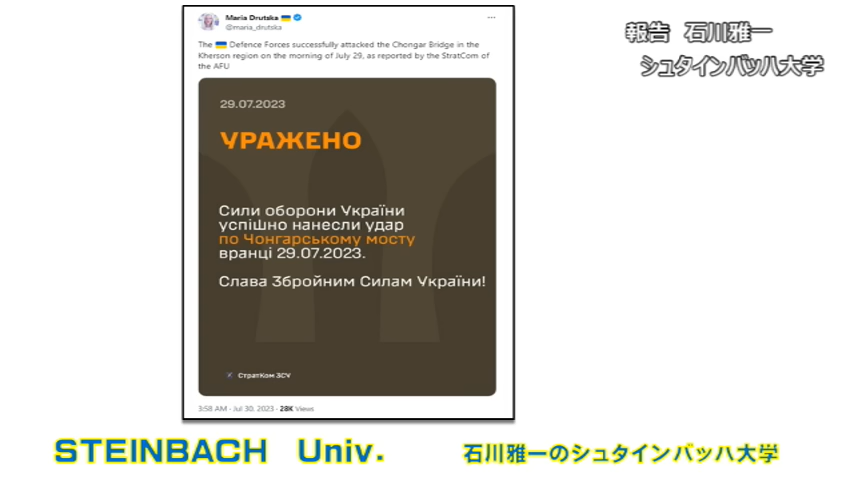 Maria Drutska 🇺🇦
@maria_drutska
The 🇺🇦 Defence Forces successfully attacked the Chongar Bridge in the
Kherson region on the morning of July 29, as reported by the StratCom of
the AFU
29.07.2023
УРАЖЕНО
Сили оборони України
успішно нанесли удар
по Чонгарському мосту
вранці 29.07.2023.
Слава Збройним Силам України!
СтратКом ЗСУ
3:58 AM · Jul 30, 2023 · 28K Views
報告 石川雅一
シュタインバッハ大学
STEINBACH Univ.
石川雅一のシュタインバッハ大学